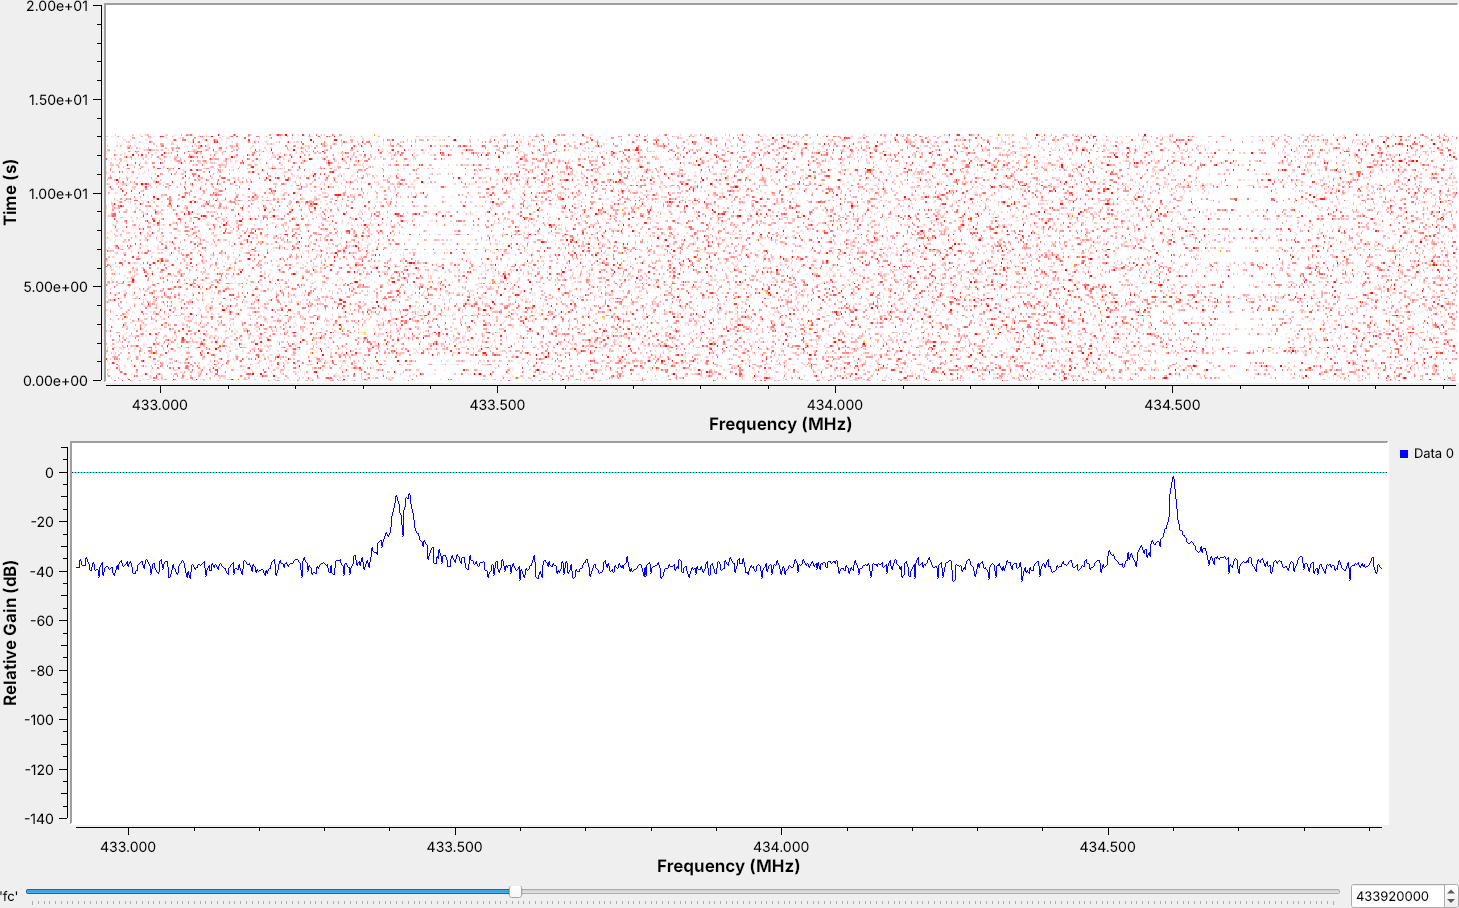 2.00e+01
1.50e+01
1.00e+01
5.00e+00
0.00e+00
Time (s)
433.000 433.500 434.000 434.500
Frequency (MHz)
Data 0
0
-20
-40
-60
-80
-100
-120
-140
Relative Gain (dB)
433.000 433.500 434.000 434.500
Frequency (MHz)
'fc' 433920000